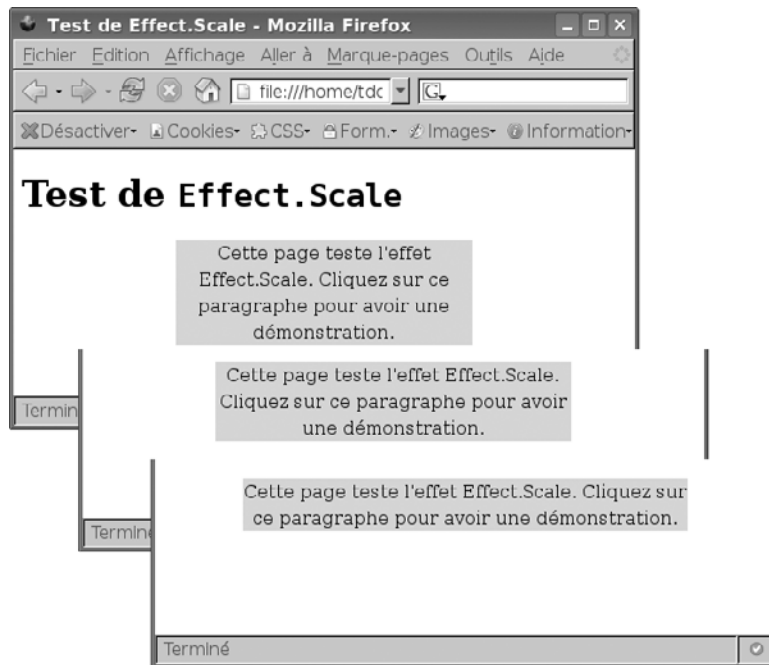 Test de Effect.Scale - Mozilla Firefox
Fichier Edition Affichage Aller à Marque-pages Outils Aide
file:///home/tdc G
Désactiver Cookies CSS Form. Images Information
Test de Effect.Scale
Cette page teste l'effet
Effect.Scale. Cliquez sur ce
paragraphe pour avoir une
démonstration.
Cette page teste l'effet Effect.Scale.
Cliquez sur ce paragraphe pour avoir
une démonstration.
Termin
Cette page teste l'effet Effect.Scale. Cliquez sur
ce paragraphe pour avoir une démonstration.
Terminé
Terminé